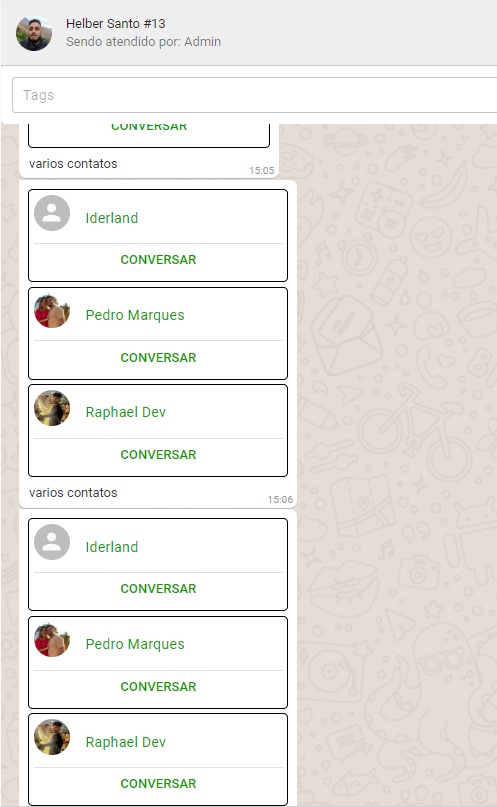 Helber Santo #13
Sendo atendido por: Admin
Tags
CONVERSAR
varios contatos
15:05
Iderland
CONVERSAR
Pedro Marques
CONVERSAR
Raphael Dev
CONVERSAR
varios contatos
15:06
Iderland
CONVERSAR
Pedro Marques
CONVERSAR
Raphael Dev
CONVERSAR